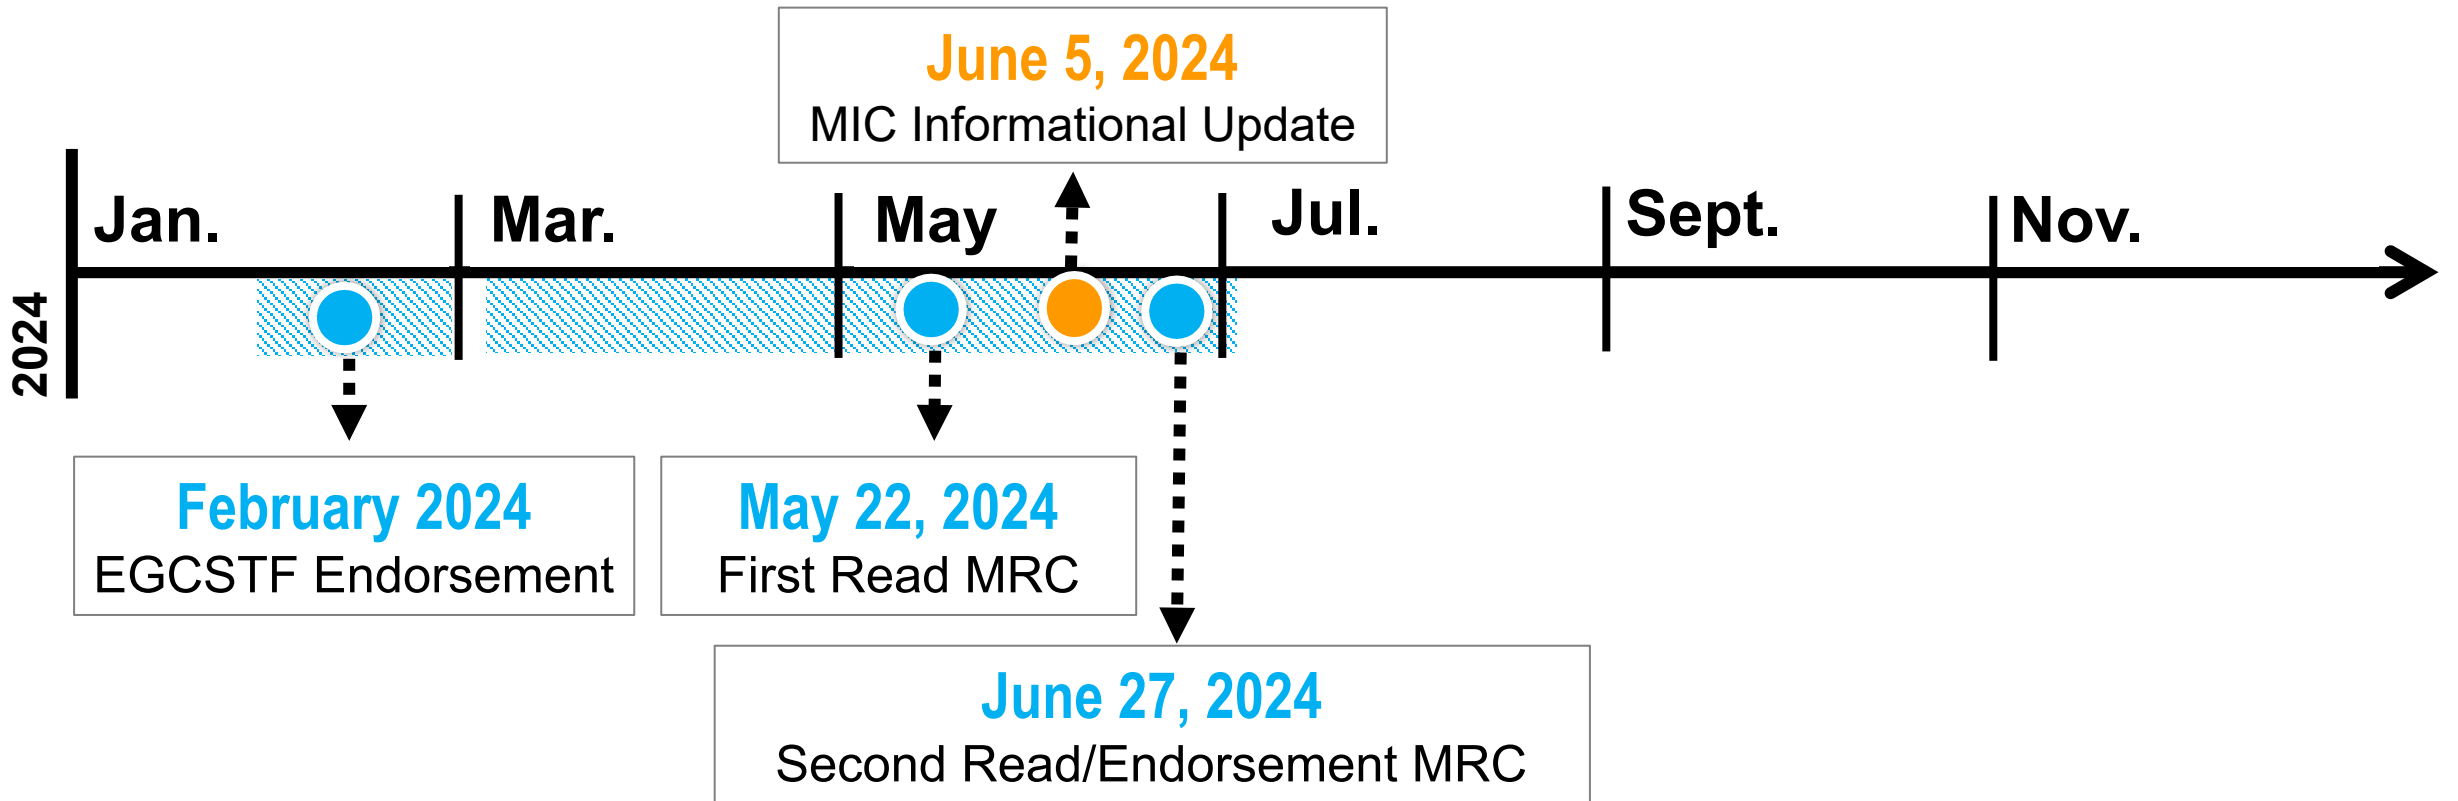 June 5, 2024
MIC Informational Update
Jan.
Mar.
May
Jul.
Sept.
Nov.
2024
February 2024
EGCSTF Endorsement
May 22, 2024
First Read MRC
June 27, 2024
Second Read/Endorsement MRC